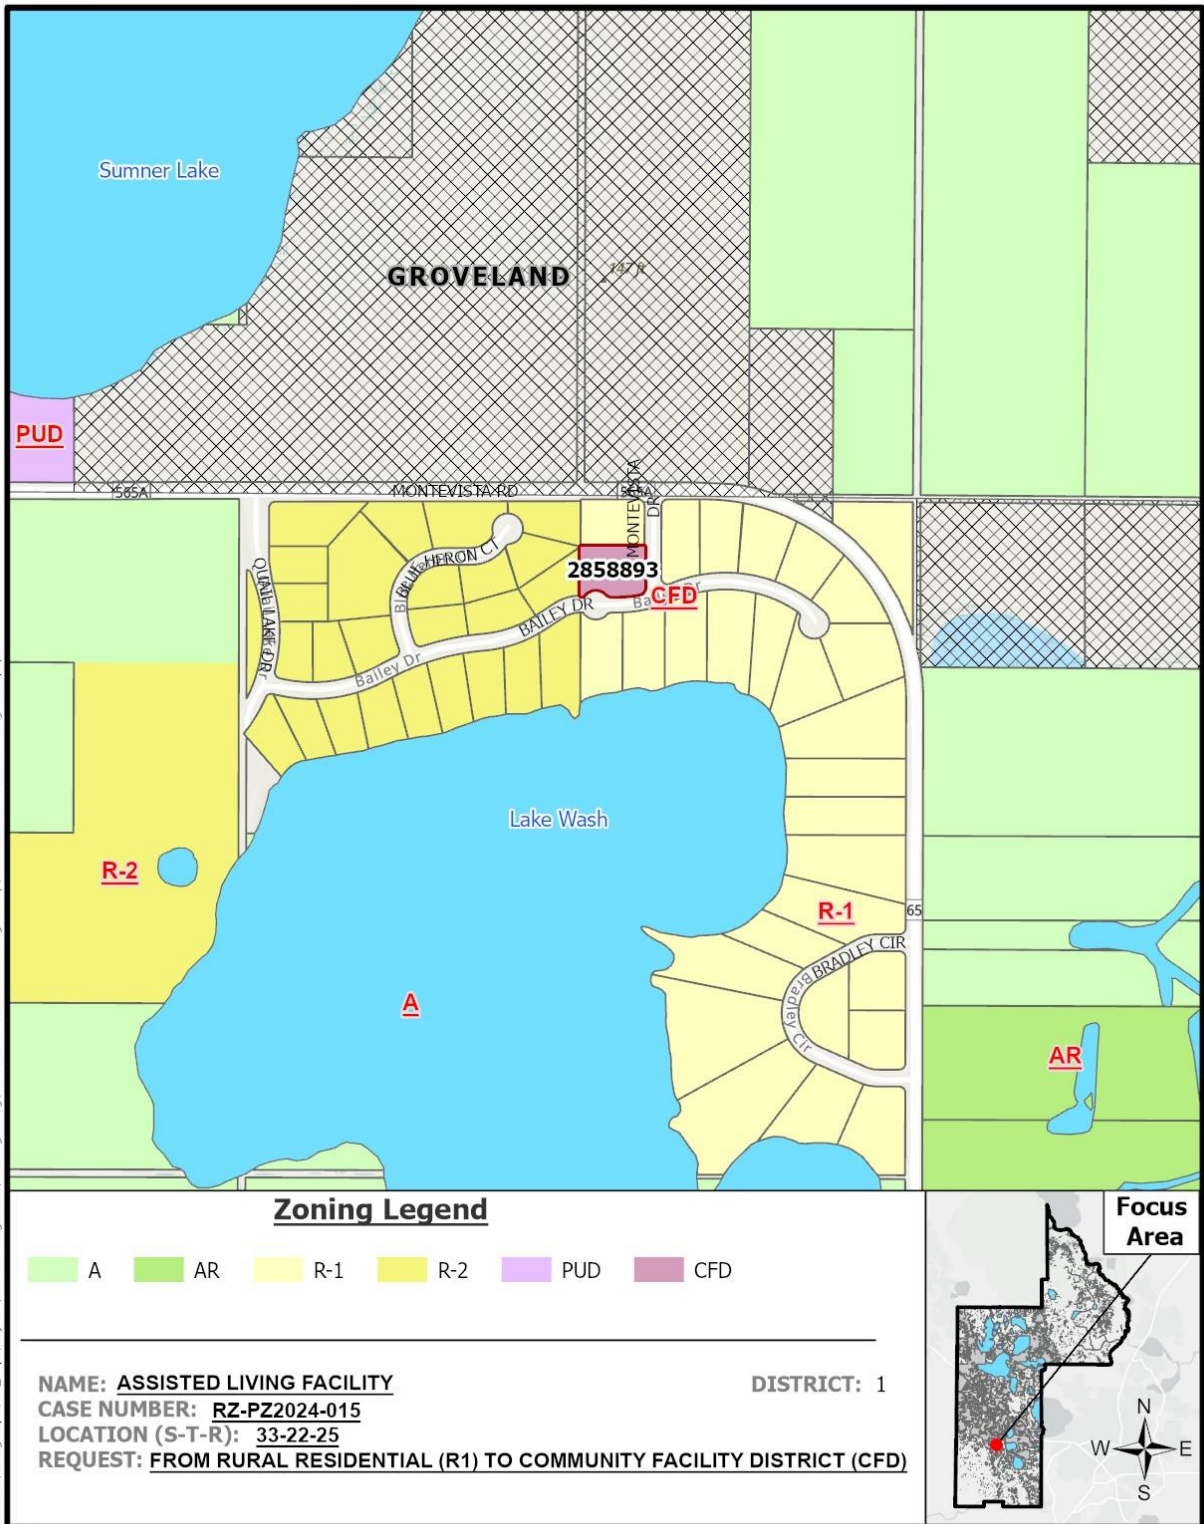 Sumner Lake
GROVELAND
147 ft
PUD
565A
MONTEVISTA RD
565A
MONTEVISTA DR
BLUE HERON CT
2858893
QUAIL LAKE DR
BAILEY DR
Bailey Dr
CFD
Bailey Dr
Lake Wash
R-2
R-1
65
BRADLEY CIR
Bradley Cir
A
AR
Zoning Legend
A AR R-1 R-2 PUD CFD
Focus
Area
NAME: ASSISTED LIVING FACILITY DISTRICT: 1
CASE NUMBER: RZ-PZ2024-015
LOCATION (S-T-R): 33-22-25
REQUEST: FROM RURAL RESIDENTIAL (R1) TO COMMUNITY FACILITY DISTRICT (CFD)
N
W E
S